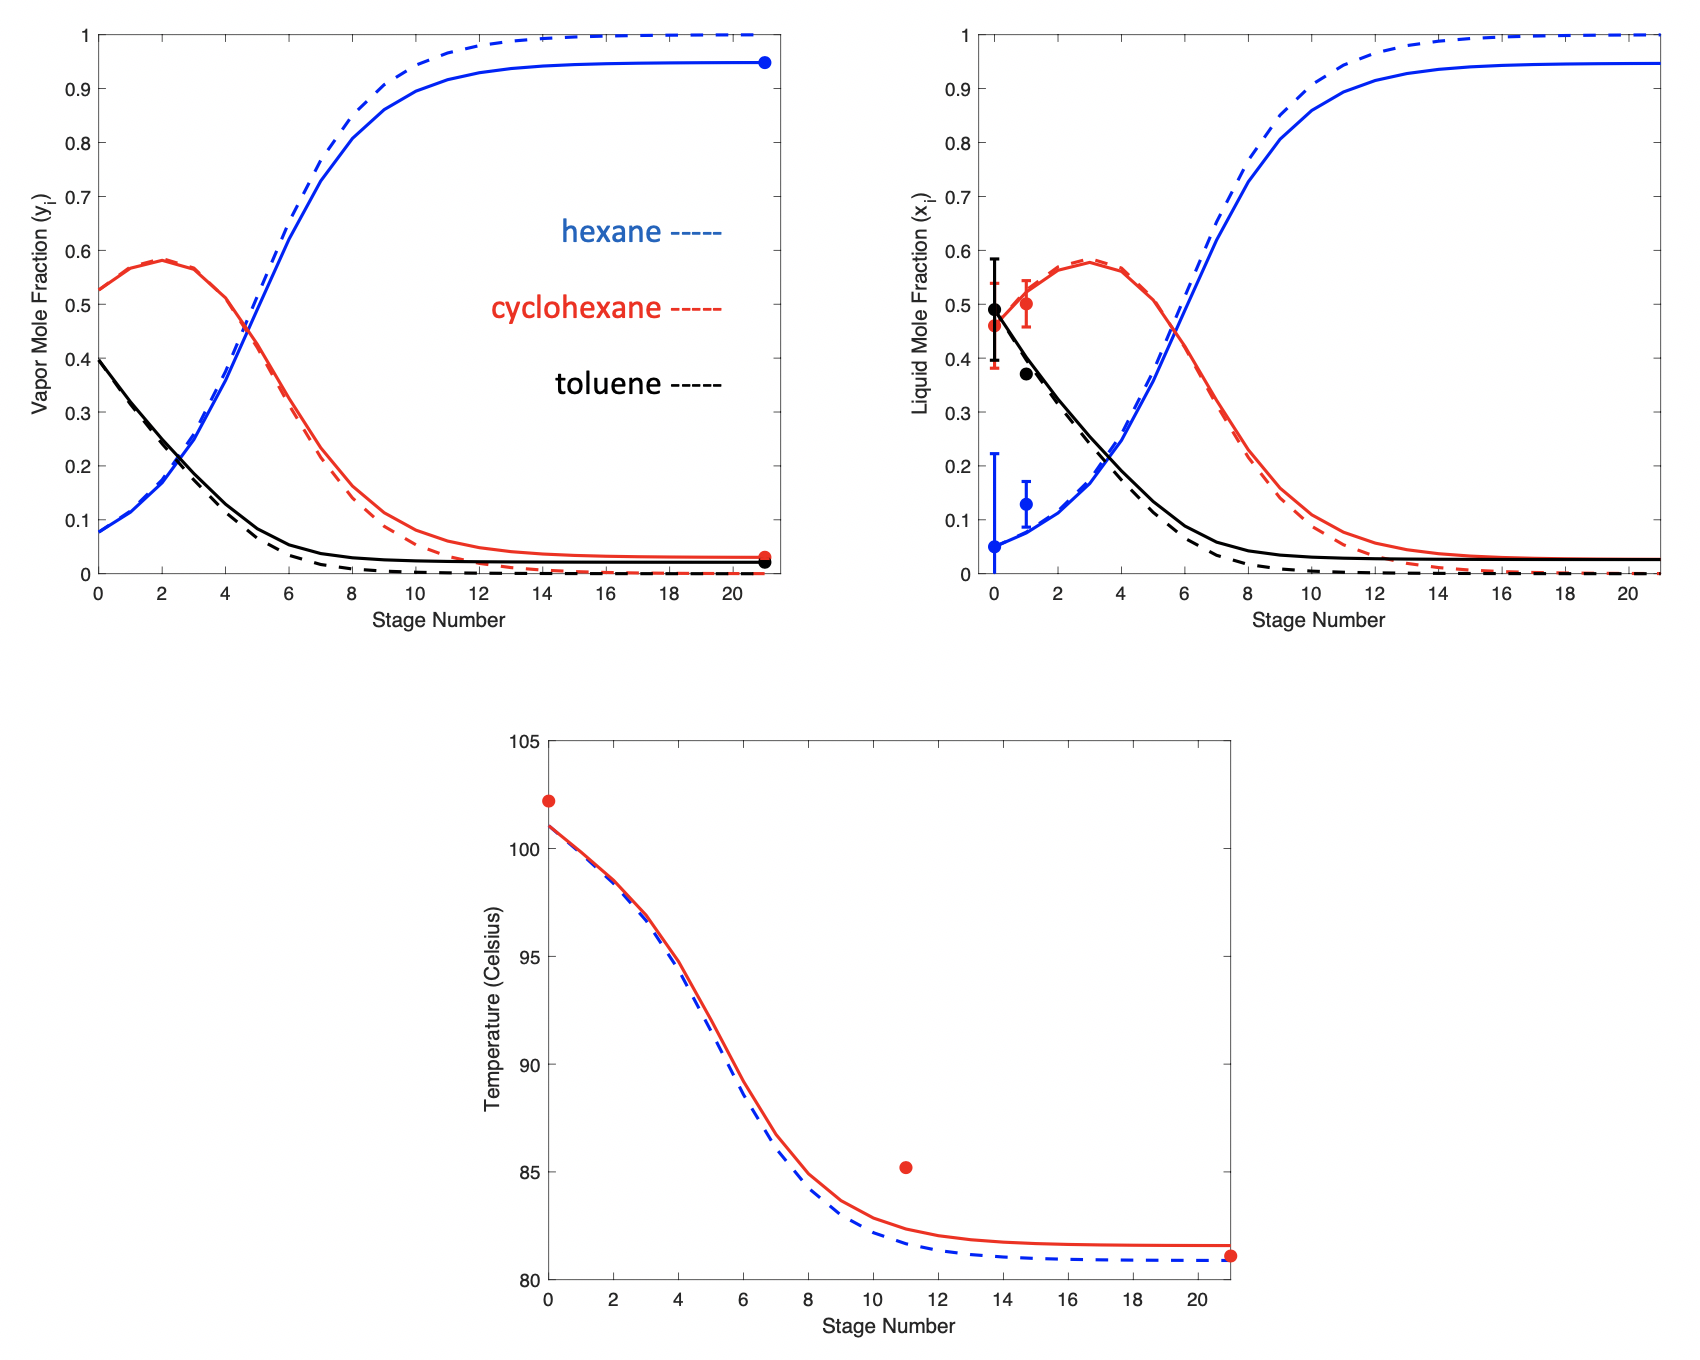 Vapor Mole Fraction (yi)
1
0.9
0.8
0.7
0.6
0.5
0.4
0.3
0.2
0.1
0
0 2 4 6 8 10 12 14 16 18 20
Stage Number
hexane -----
cyclohexane -----
toluene -----
Liquid Mole Fraction (xi)
1
0.9
0.8
0.7
0.6
0.5
0.4
0.3
0.2
0.1
0
0 2 4 6 8 10 12 14 16 18 20
Stage Number
Temperature (Celsius)
105
100
95
90
85
80
0 2 4 6 8 10 12 14 16 18 20
Stage Number